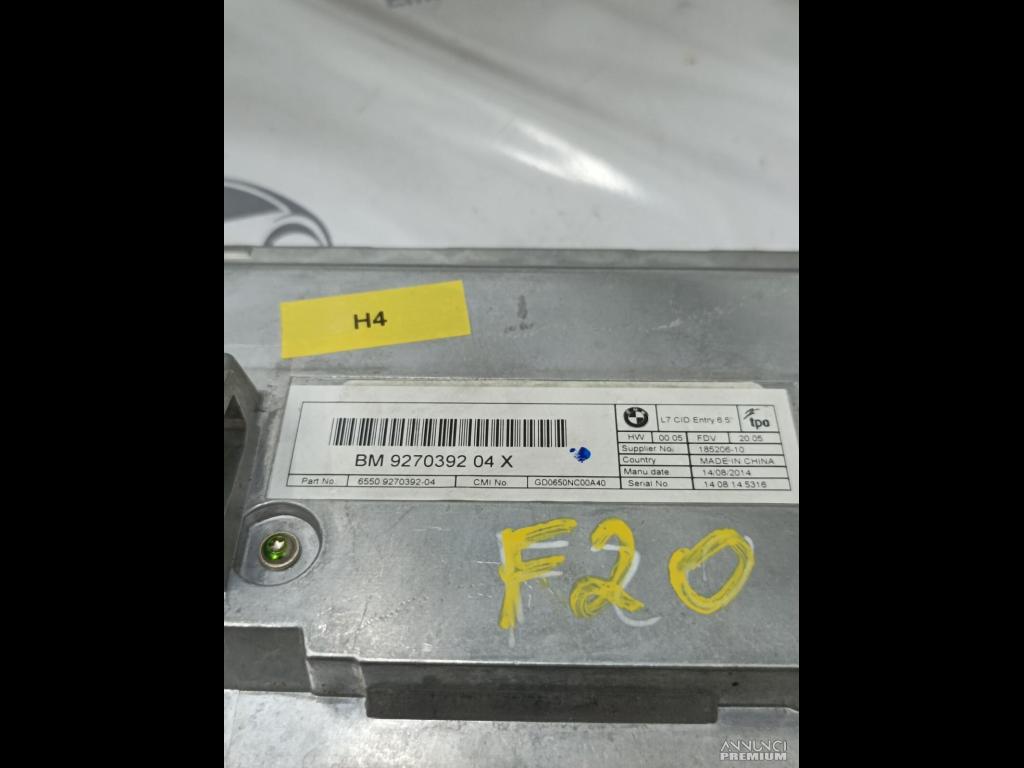 H4
BM 9270392 04 X
Part No. 6550 9270392-04 CMI No. GD0650NC00A40
L7 CID Entry 6.5" tpo
HW 00.05 FDV 20.05
Supplier No. 185206-10
Country MADE IN CHINA
Manu date 14/08/2014
Serial No 14 08 14 5316
F20
ANNUNCI
PREMIUM